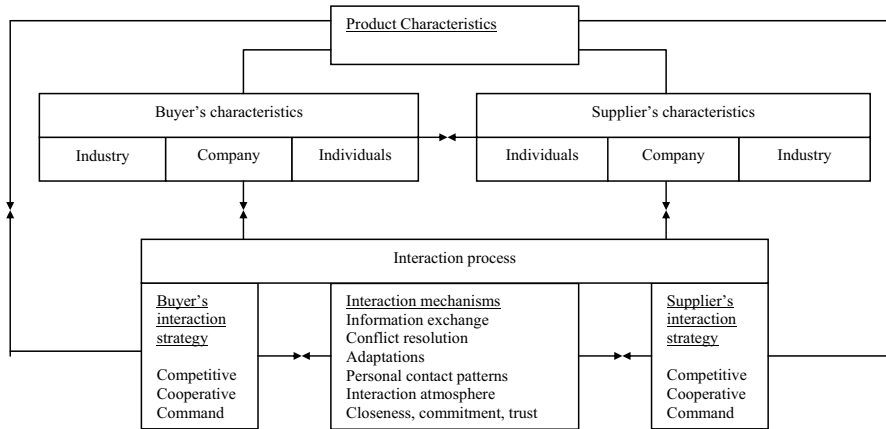 Product Characteristics
Buyer's characteristics
Supplier's characteristics
Industry
Company
Individuals
Individuals
Company
Industry
Interaction process
Buyer's
interaction
strategy
Competitive
Cooperative
Command
Interaction mechanisms
Information exchange
Conflict resolution
Adaptations
Personal contact patterns
Interaction atmosphere
Closeness, commitment, trust
Supplier's
interaction
strategy
Competitive
Cooperative
Command